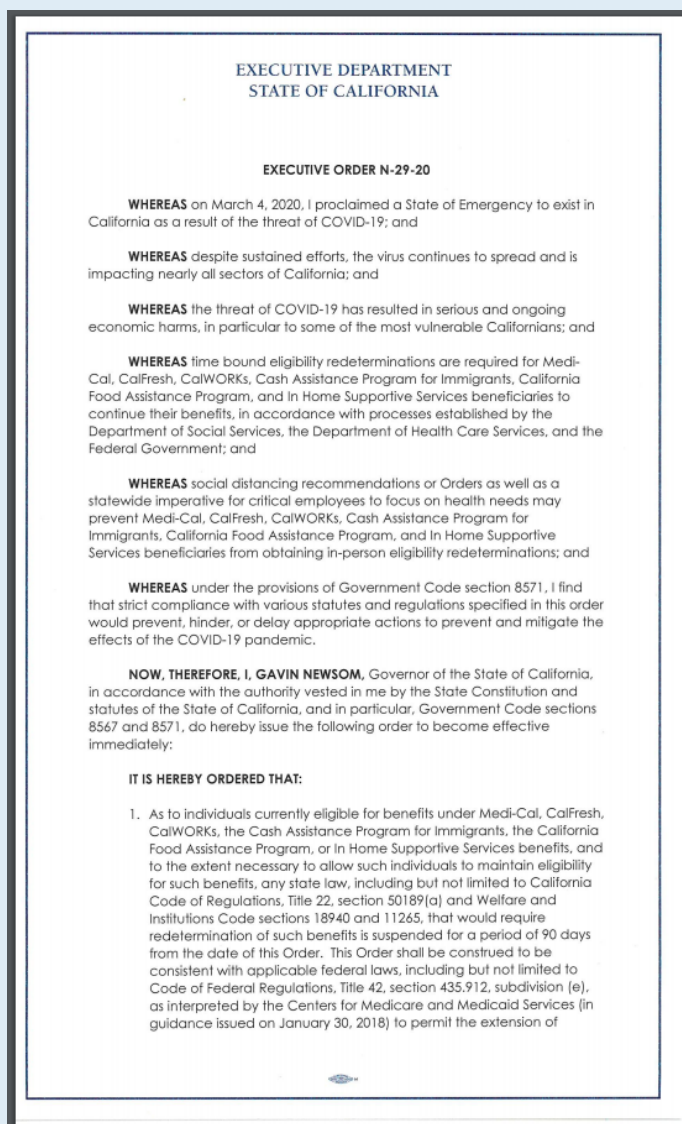 EXECUTIVE DEPARTMENT
STATE OF CALIFORNIA
EXECUTIVE ORDER N-29-20
WHEREAS on March 4, 2020, I proclaimed a State of Emergency to exist in
California as a result of the threat of COVID-19; and
WHEREAS despite sustained efforts, the virus continues to spread and is
impacting nearly all sectors of California; and
WHEREAS the threat of COVID-19 has resulted in serious and ongoing
economic harms, in particular to some of the most vulnerable Californians; and
WHEREAS time bound eligibility redeterminations are required for Medi-
Cal, CalFresh, CalWORKs, Cash Assistance Program for Immigrants, California
Food Assistance Program, and In Home Supportive Services beneficiaries to
continue their benefits, in accordance with processes established by the
Department of Social Services, the Department of Health Care Services, and the
Federal Government; and
WHEREAS social distancing recommendations or Orders as well as a
statewide imperative for critical employees to focus on health needs may
prevent Medi-Cal, CalFresh, CalWORKs, Cash Assistance Program for
Immigrants, California Food Assistance Program, and In Home Supportive
Services beneficiaries from obtaining in-person eligibility redeterminations; and
WHEREAS under the provisions of Government Code section 8571, I find
that strict compliance with various statutes and regulations specified in this order
would prevent, hinder, or delay appropriate actions to prevent and mitigate the
effects of the COVID-19 pandemic.
NOW, THEREFORE, I, GAVIN NEWSOM, Governor of the State of California,
in accordance with the authority vested in me by the State Constitution and
statutes of the State of California, and in particular, Government Code sections
8567 and 8571, do hereby issue the following order to become effective
immediately:
IT IS HEREBY ORDERED THAT:
1. As to individuals currently eligible for benefits under Medi-Cal, CalFresh,
CalWORKs, the Cash Assistance Program for Immigrants, the California
Food Assistance Program, or In Home Supportive Services benefits, and
to the extent necessary to allow such individuals to maintain eligibility
for such benefits, any state law, including but not limited to California
Code of Regulations, Title 22, section 50189(a) and Welfare and
Institutions Code sections 18940 and 11265, that would require
redetermination of such benefits is suspended for a period of 90 days
from the date of this Order. This Order shall be construed to be
consistent with applicable federal laws, including but not limited to
Code of Federal Regulations, Title 42, section 435.912, subdivision (e),
as interpreted by the Centers for Medicare and Medicaid Services (in
guidance issued on January 30, 2018) to permit the extension of